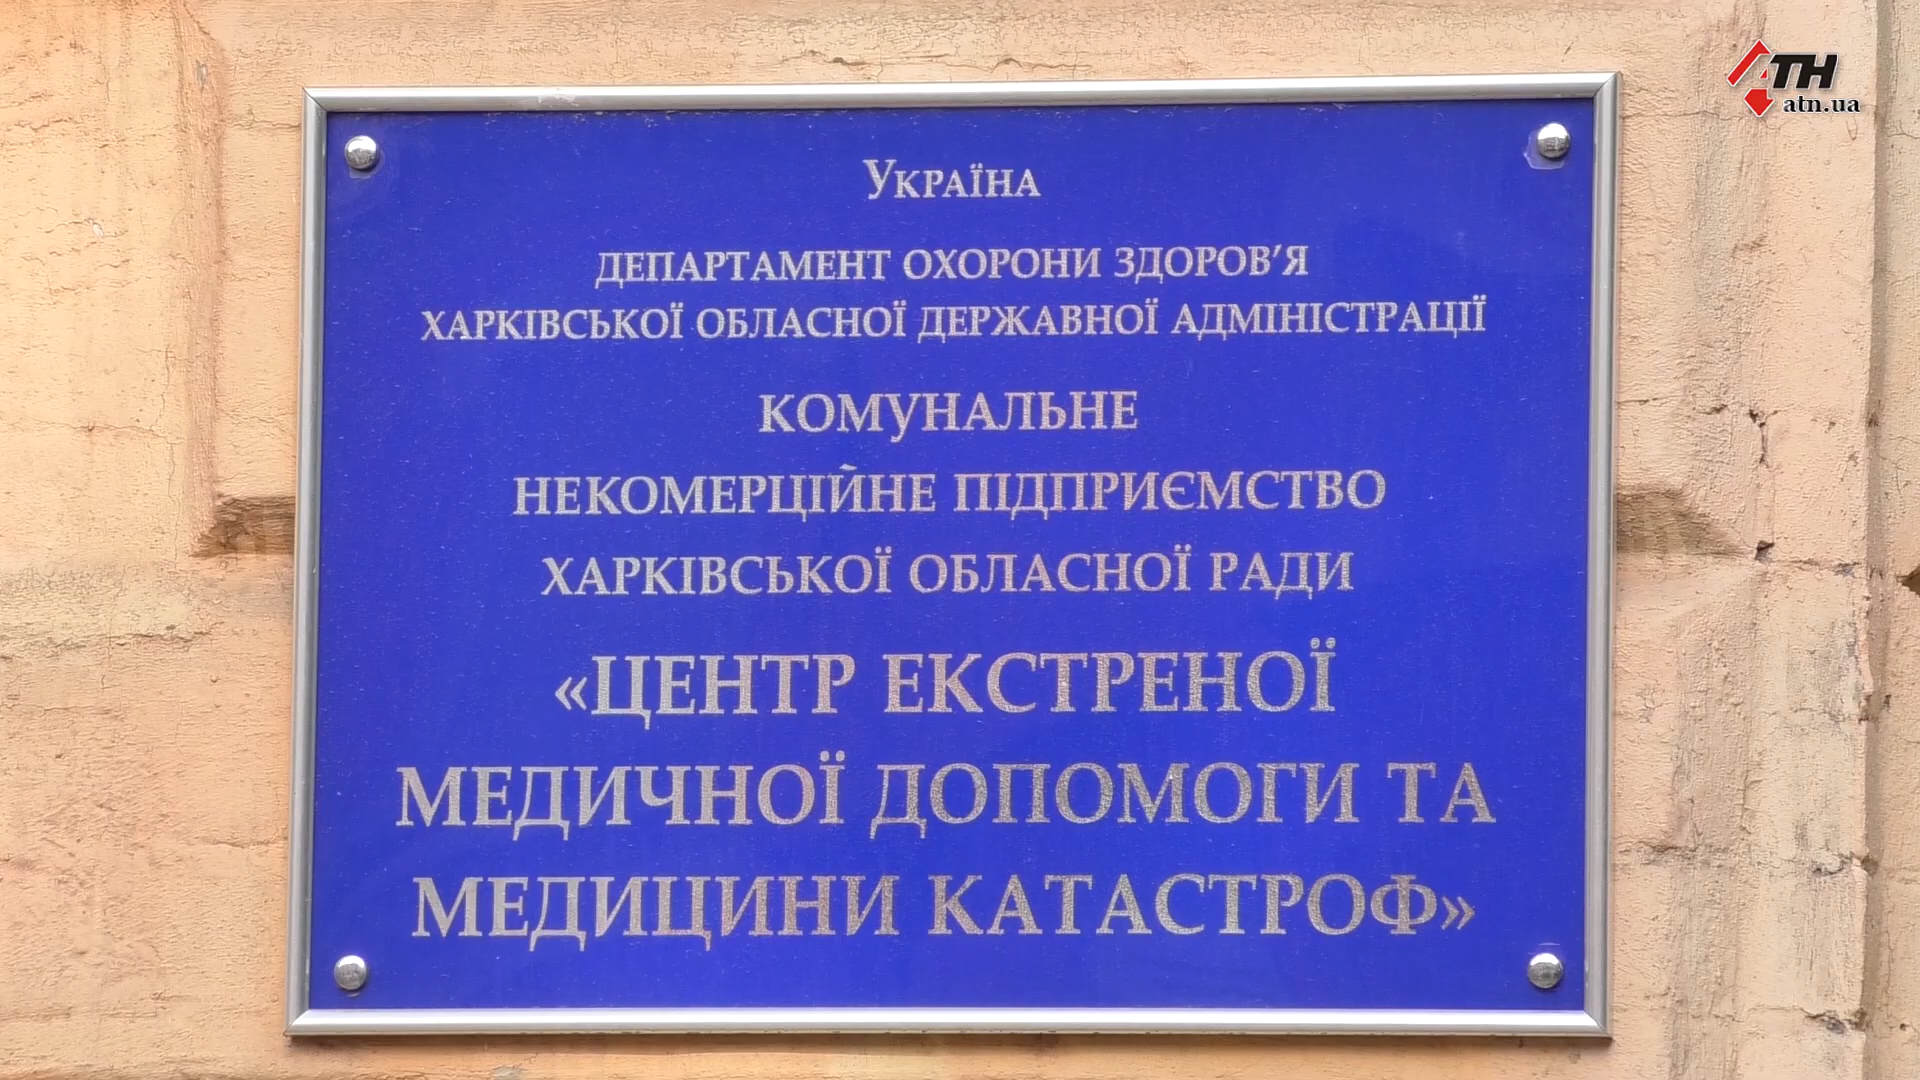 АТН
atn.ua
Україна
ДЕПАРТАМЕНТ ОХОРОНИ ЗДОРОВ’Я
ХАРКІВСЬКОЇ ОБЛАСНОЇ ДЕРЖАВНОЇ АДМІНІСТРАЦІЇ
КОМУНАЛЬНЕ
НЕКОМЕРЦІЙНЕ ПІДПРИЄМСТВО
ХАРКІВСЬКОЇ ОБЛАСНОЇ РАДИ
«ЦЕНТР ЕКСТРЕНОЇ
МЕДИЧНОЇ ДОПОМОГИ ТА
МЕДИЦИНИ КАТАСТРОФ»